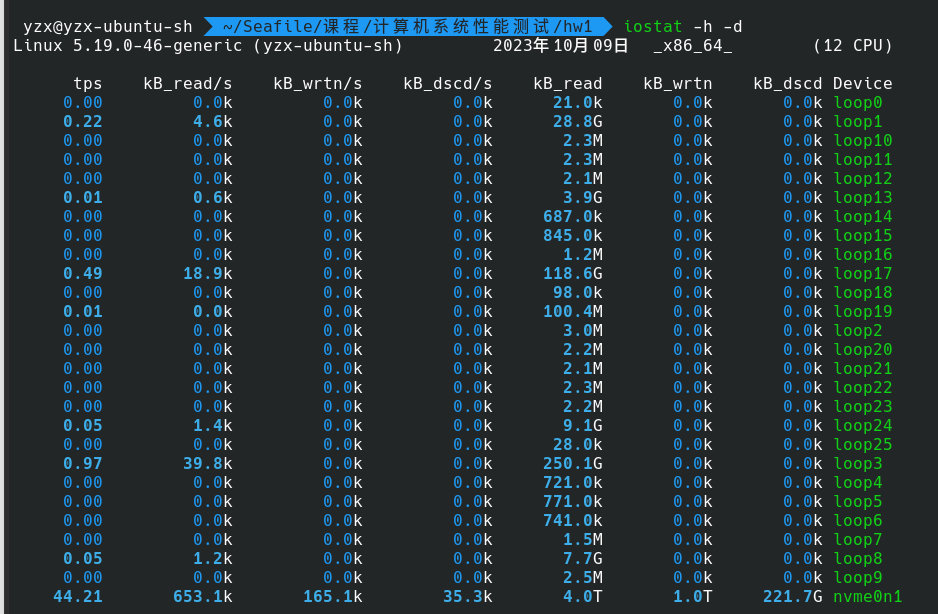 yzx@yzx-ubuntu-sh ~/Seafile/课程/计算机系统性能测试/hw1 iostat -h -d
Linux 5.19.0-46-generic (yzx-ubuntu-sh) 2023年10月09日 _x86_64_ (12 CPU)
tps kB_read/s kB_wrtn/s kB_dscd/s kB_read kB_wrtn kB_dscd Device
0.00 0.0k 0.0k 0.0k 21.0k 0.0k 0.0k loop0
0.22 4.6k 0.0k 0.0k 28.8G 0.0k 0.0k loop1
0.00 0.0k 0.0k 0.0k 2.3M 0.0k 0.0k loop10
0.00 0.0k 0.0k 0.0k 2.3M 0.0k 0.0k loop11
0.00 0.0k 0.0k 0.0k 2.1M 0.0k 0.0k loop12
0.01 0.6k 0.0k 0.0k 3.9G 0.0k 0.0k loop13
0.00 0.0k 0.0k 0.0k 687.0k 0.0k 0.0k loop14
0.00 0.0k 0.0k 0.0k 845.0k 0.0k 0.0k loop15
0.00 0.0k 0.0k 0.0k 1.2M 0.0k 0.0k loop16
0.49 18.9k 0.0k 0.0k 118.6G 0.0k 0.0k loop17
0.00 0.0k 0.0k 0.0k 98.0k 0.0k 0.0k loop18
0.01 0.0k 0.0k 0.0k 100.4M 0.0k 0.0k loop19
0.00 0.0k 0.0k 0.0k 3.0M 0.0k 0.0k loop2
0.00 0.0k 0.0k 0.0k 2.2M 0.0k 0.0k loop20
0.00 0.0k 0.0k 0.0k 2.1M 0.0k 0.0k loop21
0.00 0.0k 0.0k 0.0k 2.3M 0.0k 0.0k loop22
0.00 0.0k 0.0k 0.0k 2.2M 0.0k 0.0k loop23
0.05 1.4k 0.0k 0.0k 9.1G 0.0k 0.0k loop24
0.00 0.0k 0.0k 0.0k 28.0k 0.0k 0.0k loop25
0.97 39.8k 0.0k 0.0k 250.1G 0.0k 0.0k loop3
0.00 0.0k 0.0k 0.0k 721.0k 0.0k 0.0k loop4
0.00 0.0k 0.0k 0.0k 771.0k 0.0k 0.0k loop5
0.00 0.0k 0.0k 0.0k 741.0k 0.0k 0.0k loop6
0.00 0.0k 0.0k 0.0k 1.5M 0.0k 0.0k loop7
0.05 1.2k 0.0k 0.0k 7.7G 0.0k 0.0k loop8
0.00 0.0k 0.0k 0.0k 2.5M 0.0k 0.0k loop9
44.21 653.1k 165.1k 35.3k 4.0T 1.0T 221.7G nvme0n1